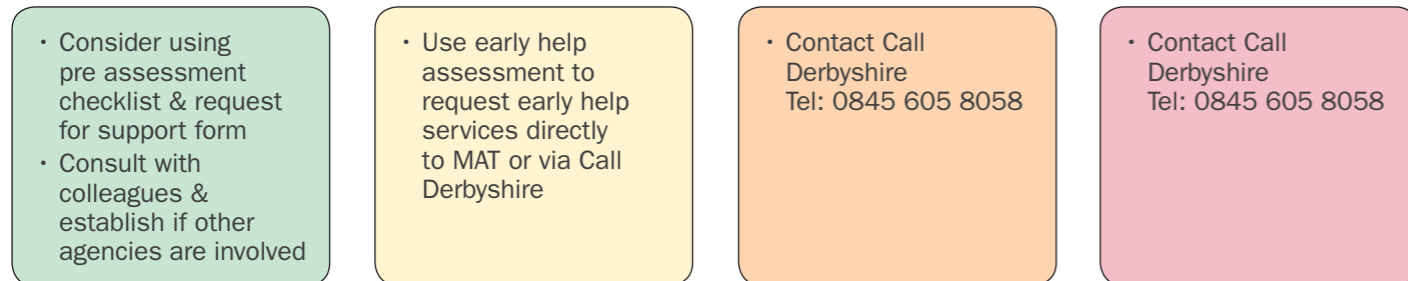 • Consider using
pre assessment
checklist & request
for support form
• Consult with
colleagues &
establish if other
agencies are involved
• Use early help
assessment to
request early help
services directly
to MAT or via Call
Derbyshire
• Contact Call
Derbyshire
Tel: 0845 605 8058
• Contact Call
Derbyshire
Tel: 0845 605 8058